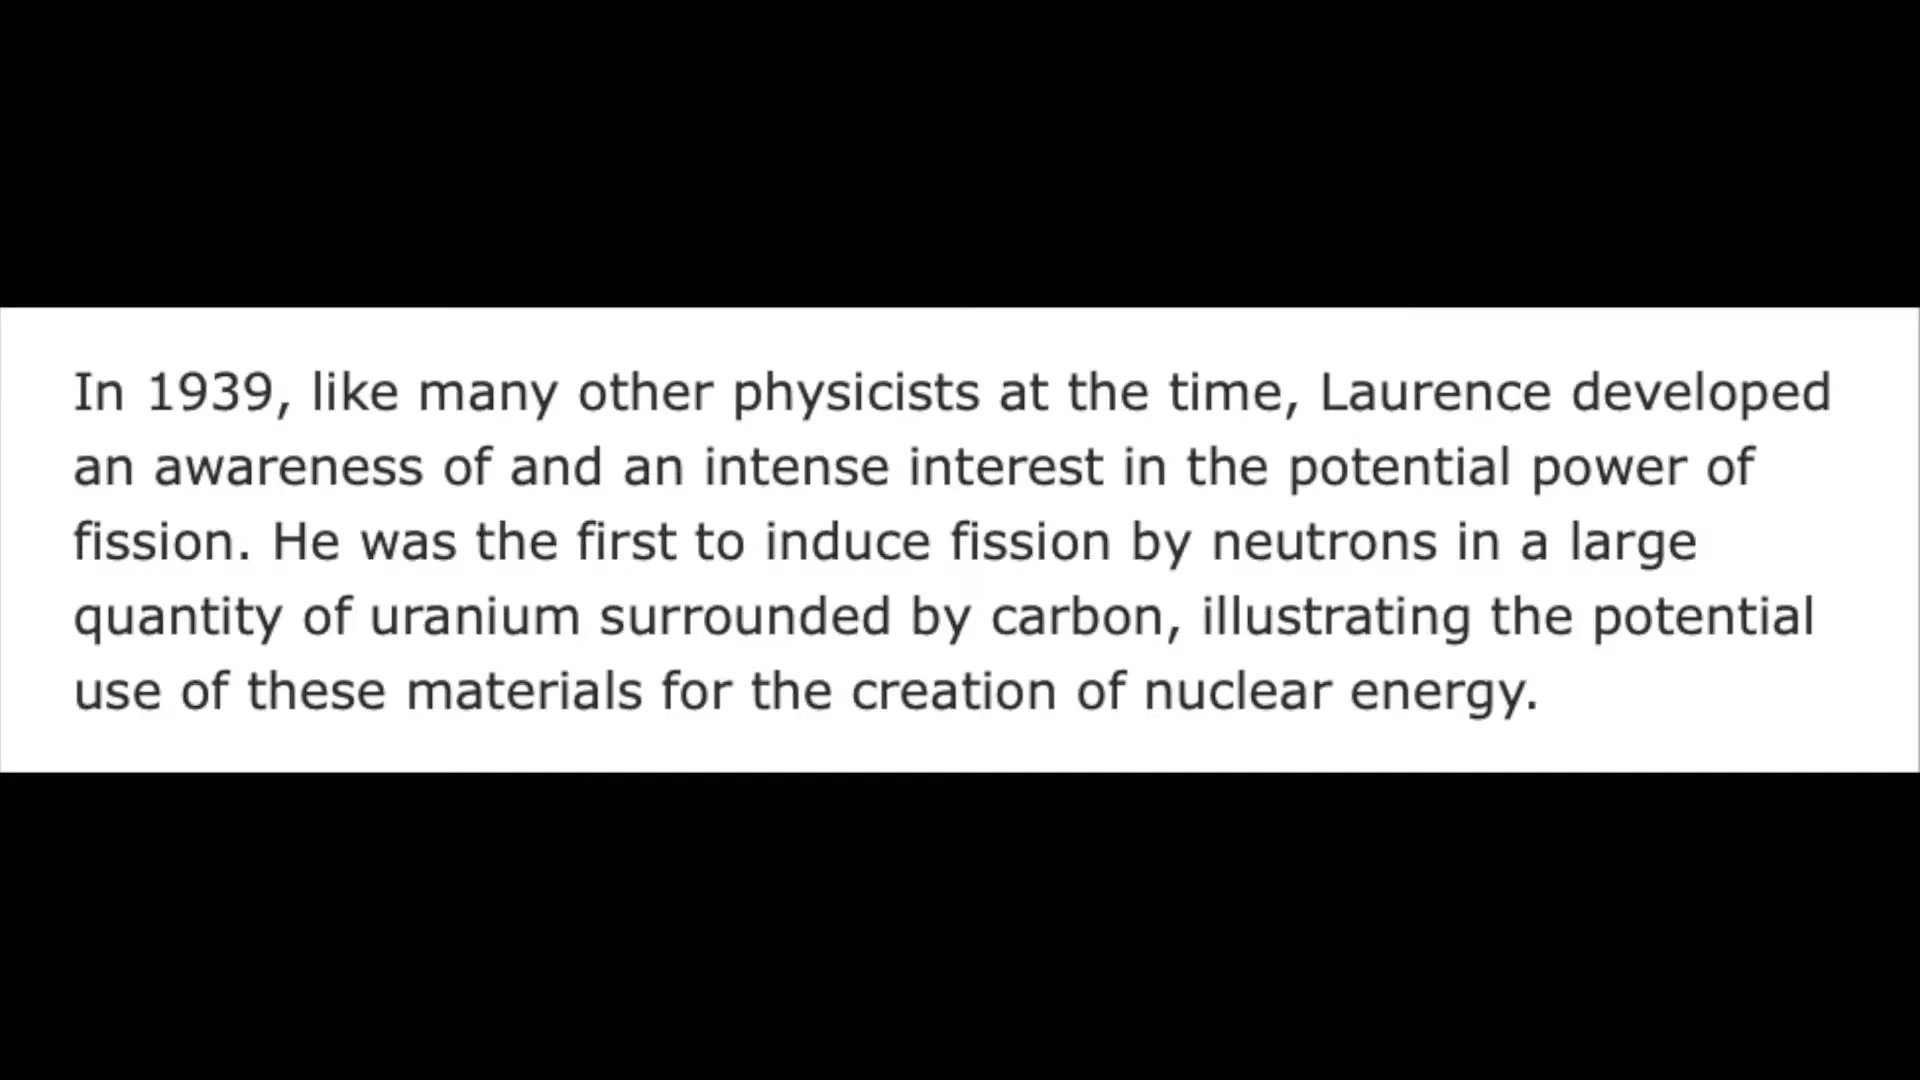 In 1939, like many other physicists at the time, Laurence developed
an awareness of and an intense interest in the potential power of
fission. He was the first to induce fission by neutrons in a large
quantity of uranium surrounded by carbon, illustrating the potential
use of these materials for the creation of nuclear energy.